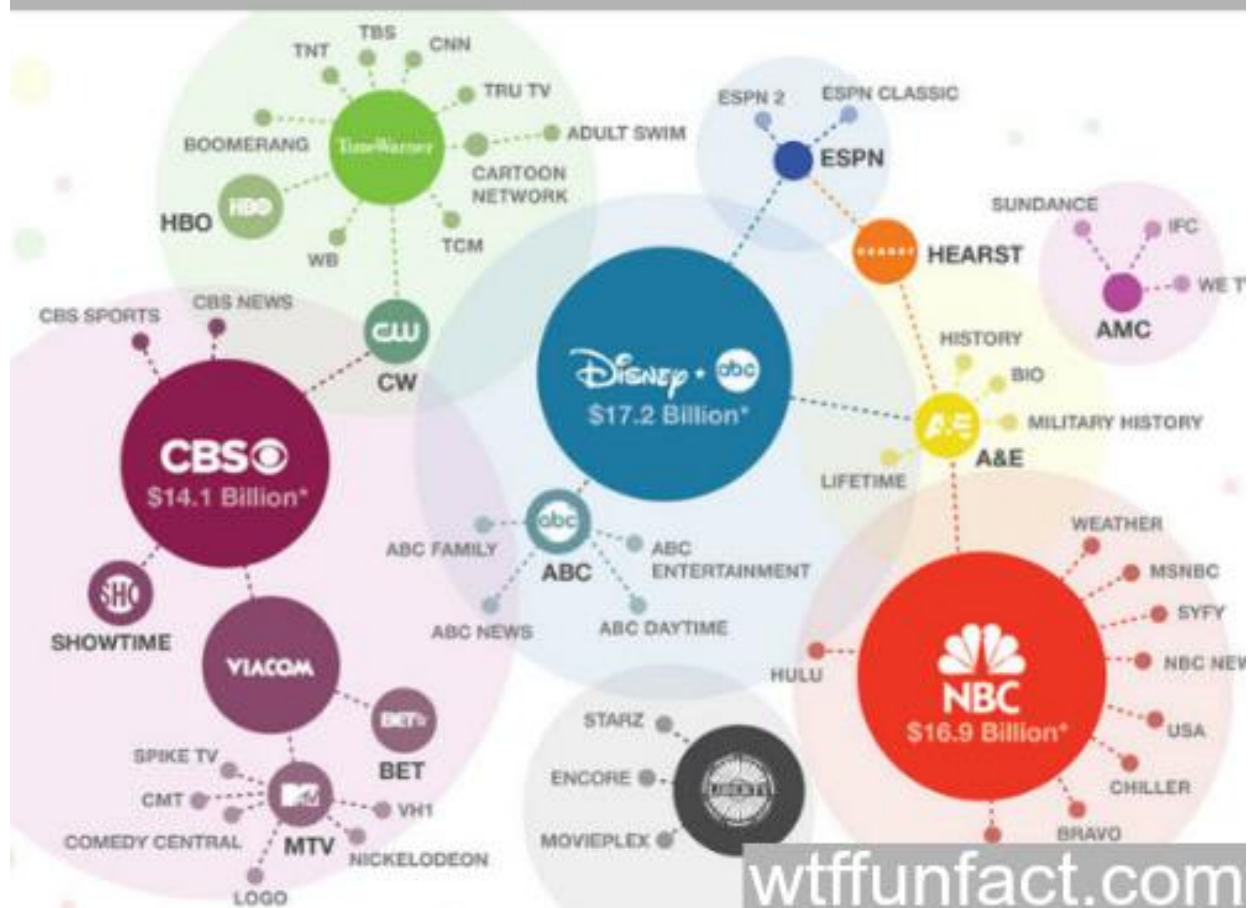 TBS
TNT
CNN
TRU TV
BOOMERANG
TimeWarner
ADULT SWIM
CARTOON
NETWORK
HBO
HBO
WB
TCM
ESPN 2
ESPN CLASSIC
ESPN
SUNDANCE
IFC
HEARST
WE T
AMC
CBS SPORTS
CBS NEWS
CW
CW
HISTORY
BIO
Disney · abc
$17.2 Billion*
MILITARY HISTORY
A&E
A&E
LIFETIME
CBS
$14.1 Billion*
SHO
SHOWTIME
abc
ABC FAMILY
ABC
ABC
ENTERTAINMENT
ABC NEWS
ABC DAYTIME
WEATHER
MSNBC
SYFY
NBC NEW
HULU
NBC
$16.9 Billion*
USA
CHILLER
BRAVO
VIACOM
BET
BET
SPIKE TV
CMT
MTV
VH1
COMEDY CENTRAL
MTV
NICKELODEON
LOGO
STARZ
ENCORE
LIBERTY
MOVIEPLEX
wtffunfact.com